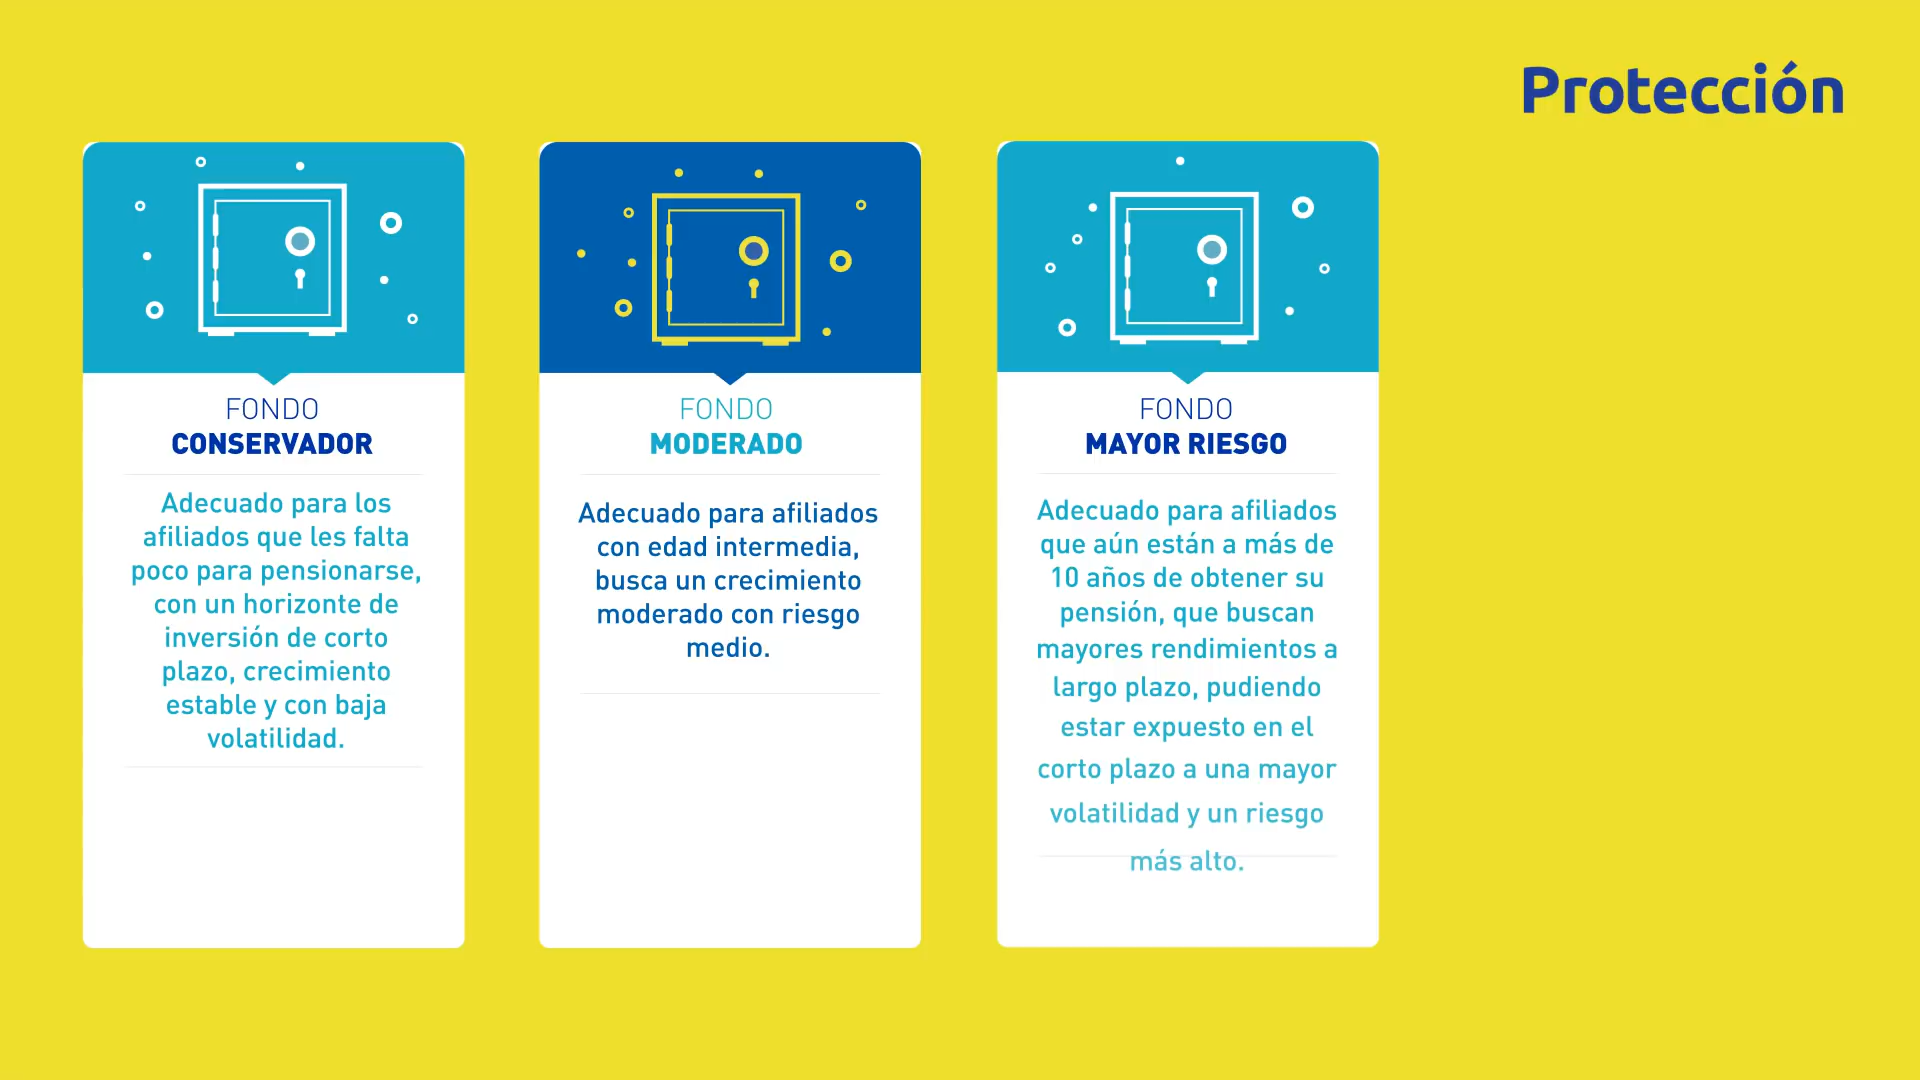 Protección
FONDO
CONSERVADOR
Adecuado para los
afiliados que les falta
poco para pensionarse,
con un horizonte de
inversión de corto
plazo, crecimiento
estable y con baja
volatilidad.
FONDO
MODERADO
Adecuado para afiliados
con edad intermedia,
busca un crecimiento
moderado con riesgo
medio.
FONDO
MAYOR RIESGO
Adecuado para afiliados
que aún están a más de
10 años de obtener su
pensión, que buscan
mayores rendimientos a
largo plazo, pudiendo
estar expuesto en el
corto plazo a una mayor
volatilidad y un riesgo
más alto.